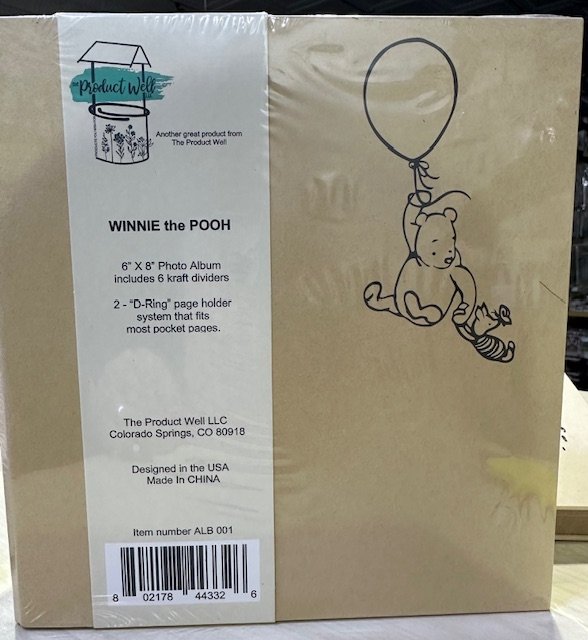 the Product Well LLC
Another great product from
The Product Well
WINNIE the POOH
6" X 8" Photo Album
includes 6 kraft dividers
2 - "D-Ring" page holder
system that fits
most pocket pages.
The Product Well LLC
Colorado Springs, CO 80918
Designed in the USA
Made In CHINA
Item number ALB 001
8 02178 44332 6